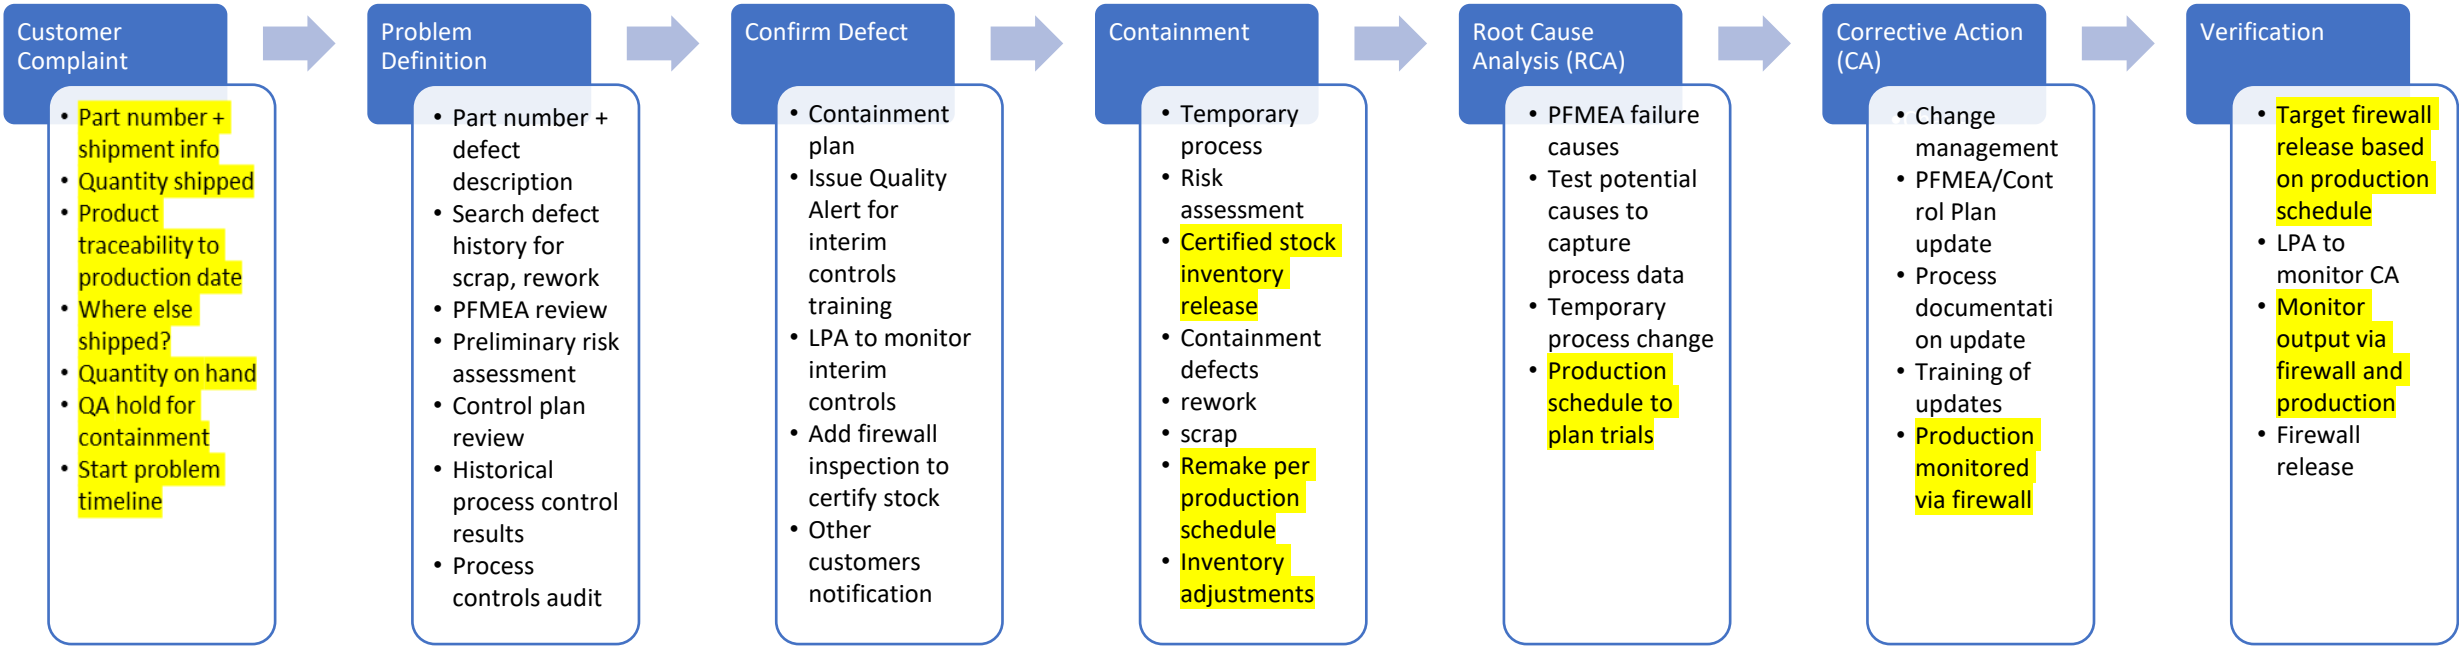 Customer
Complaint
• Part number +
shipment info
• Quantity shipped
• Product
traceability to
production date
• Where else
shipped?
• Quantity on hand
• QA hold for
containment
• Start problem
timeline
Problem
Definition
• Part number +
defect
description
• Search defect
history for
scrap, rework
• PFMEA review
• Preliminary risk
assessment
• Control plan
review
• Historical
process control
results
• Process
controls audit
Confirm Defect
• Containment
plan
• Issue Quality
Alert for
interim
controls
training
• LPA to monitor
interim
controls
• Add firewall
inspection to
certify stock
• Other
customers
notification
Containment
• Temporary
process
• Risk
assessment
• Certified stock
inventory
release
• Containment
defects
• rework
• scrap
• Remake per
production
schedule
• Inventory
adjustments
Root Cause
Analysis (RCA)
• PFMEA failure
causes
• Test potential
causes to
capture
process data
• Temporary
process change
• Production
schedule to
plan trials
Corrective Action
(CA)
• Change
management
• PFMEA/Cont
rol Plan
update
• Process
documentati
on update
• Training of
updates
• Production
monitored
via firewall
Verification
• Target firewall
release based
on production
schedule
• LPA to
monitor CA
• Monitor
output via
firewall and
production
• Firewall
release